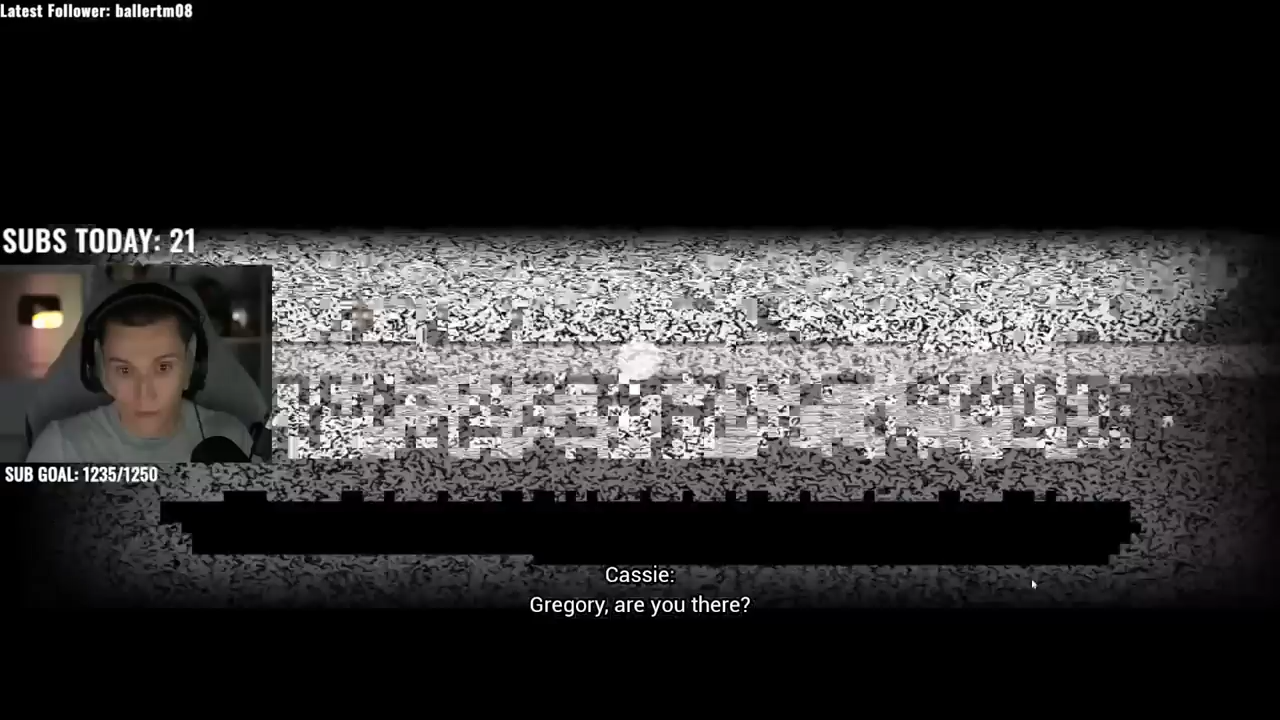 Latest Follower: ballertm08
SUBS TODAY: 21
SUB GOAL: 1235/1250
Cassie:
Gregory, are you there?